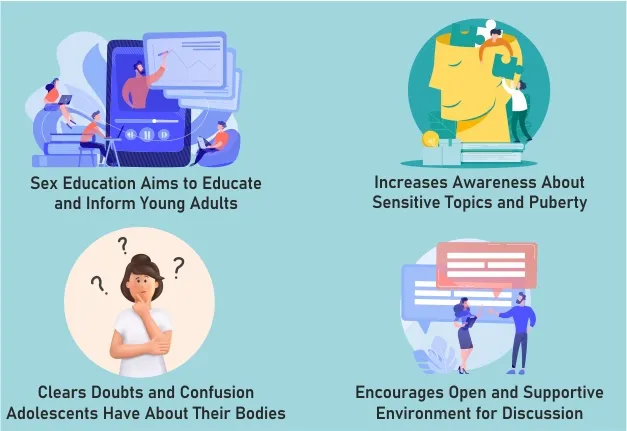 Sex Education Aims to Educate
and Inform Young Adults
Increases Awareness About
Sensitive Topics and Puberty
? ? ?
Clears Doubts and Confusion
Adolescents Have About Their Bodies
Encourages Open and Supportive
Environment for Discussion